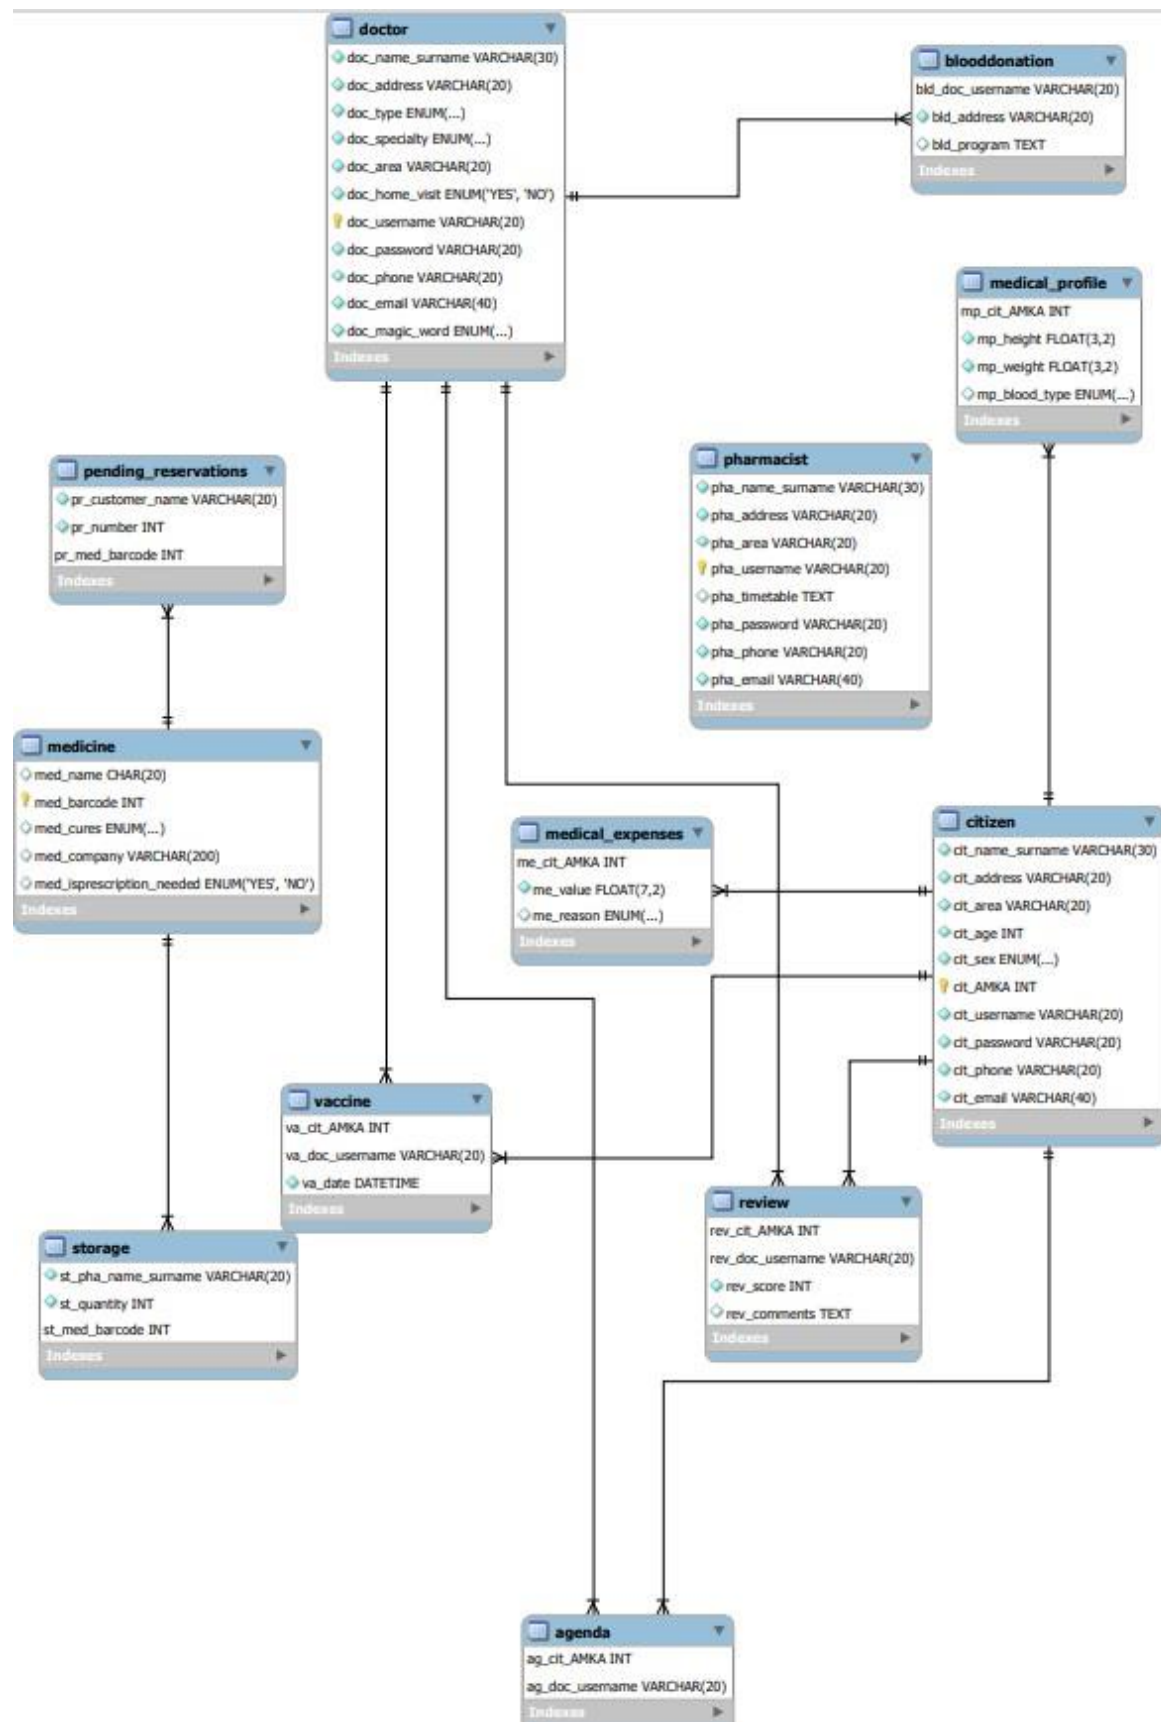 doctor
doc_name_surname VARCHAR(30)
doc_address VARCHAR(20)
doc_type ENUM(...)
doc_specialty ENUM(...)
doc_area VARCHAR(20)
doc_home_visit ENUM('YES', 'NO')
doc_username VARCHAR(20)
doc_password VARCHAR(20)
doc_phone VARCHAR(20)
doc_email VARCHAR(40)
doc_magic_word ENUM(...)
Indexes
blooddonation
bld_doc_username VARCHAR(20)
bld_address VARCHAR(20)
bld_program TEXT
Indexes
medical_profile
mp_cit_AMKA INT
mp_height FLOAT(3,2)
mp_weight FLOAT(3,2)
mp_blood_type ENUM(...)
Indexes
pending_reservations
pr_customer_name VARCHAR(20)
pr_number INT
pr_med_barcode INT
Indexes
pharmacist
pha_name_surname VARCHAR(30)
pha_address VARCHAR(20)
pha_area VARCHAR(20)
pha_username VARCHAR(20)
pha_timetable TEXT
pha_password VARCHAR(20)
pha_phone VARCHAR(20)
pha_email VARCHAR(40)
Indexes
medicine
med_name CHAR(20)
med_barcode INT
med_cures ENUM(...)
med_company VARCHAR(200)
med_isprescription_needed ENUM('YES', 'NO')
Indexes
medical_expenses
me_cit_AMKA INT
me_value FLOAT(7,2)
me_reason ENUM(...)
Indexes
citizen
cit_name_surname VARCHAR(30)
cit_address VARCHAR(20)
cit_area VARCHAR(20)
cit_age INT
cit_sex ENUM(...)
cit_AMKA INT
cit_username VARCHAR(20)
cit_password VARCHAR(20)
cit_phone VARCHAR(20)
cit_email VARCHAR(40)
Indexes
vaccine
va_cit_AMKA INT
va_doc_username VARCHAR(20)
va_date DATETIME
Indexes
review
rev_cit_AMKA INT
rev_doc_username VARCHAR(20)
rev_score INT
rev_comments TEXT
Indexes
storage
st_pha_name_surname VARCHAR(20)
st_quantity INT
st_med_barcode INT
Indexes
agenda
ag_cit_AMKA INT
ag_doc_username VARCHAR(20)
Indexes